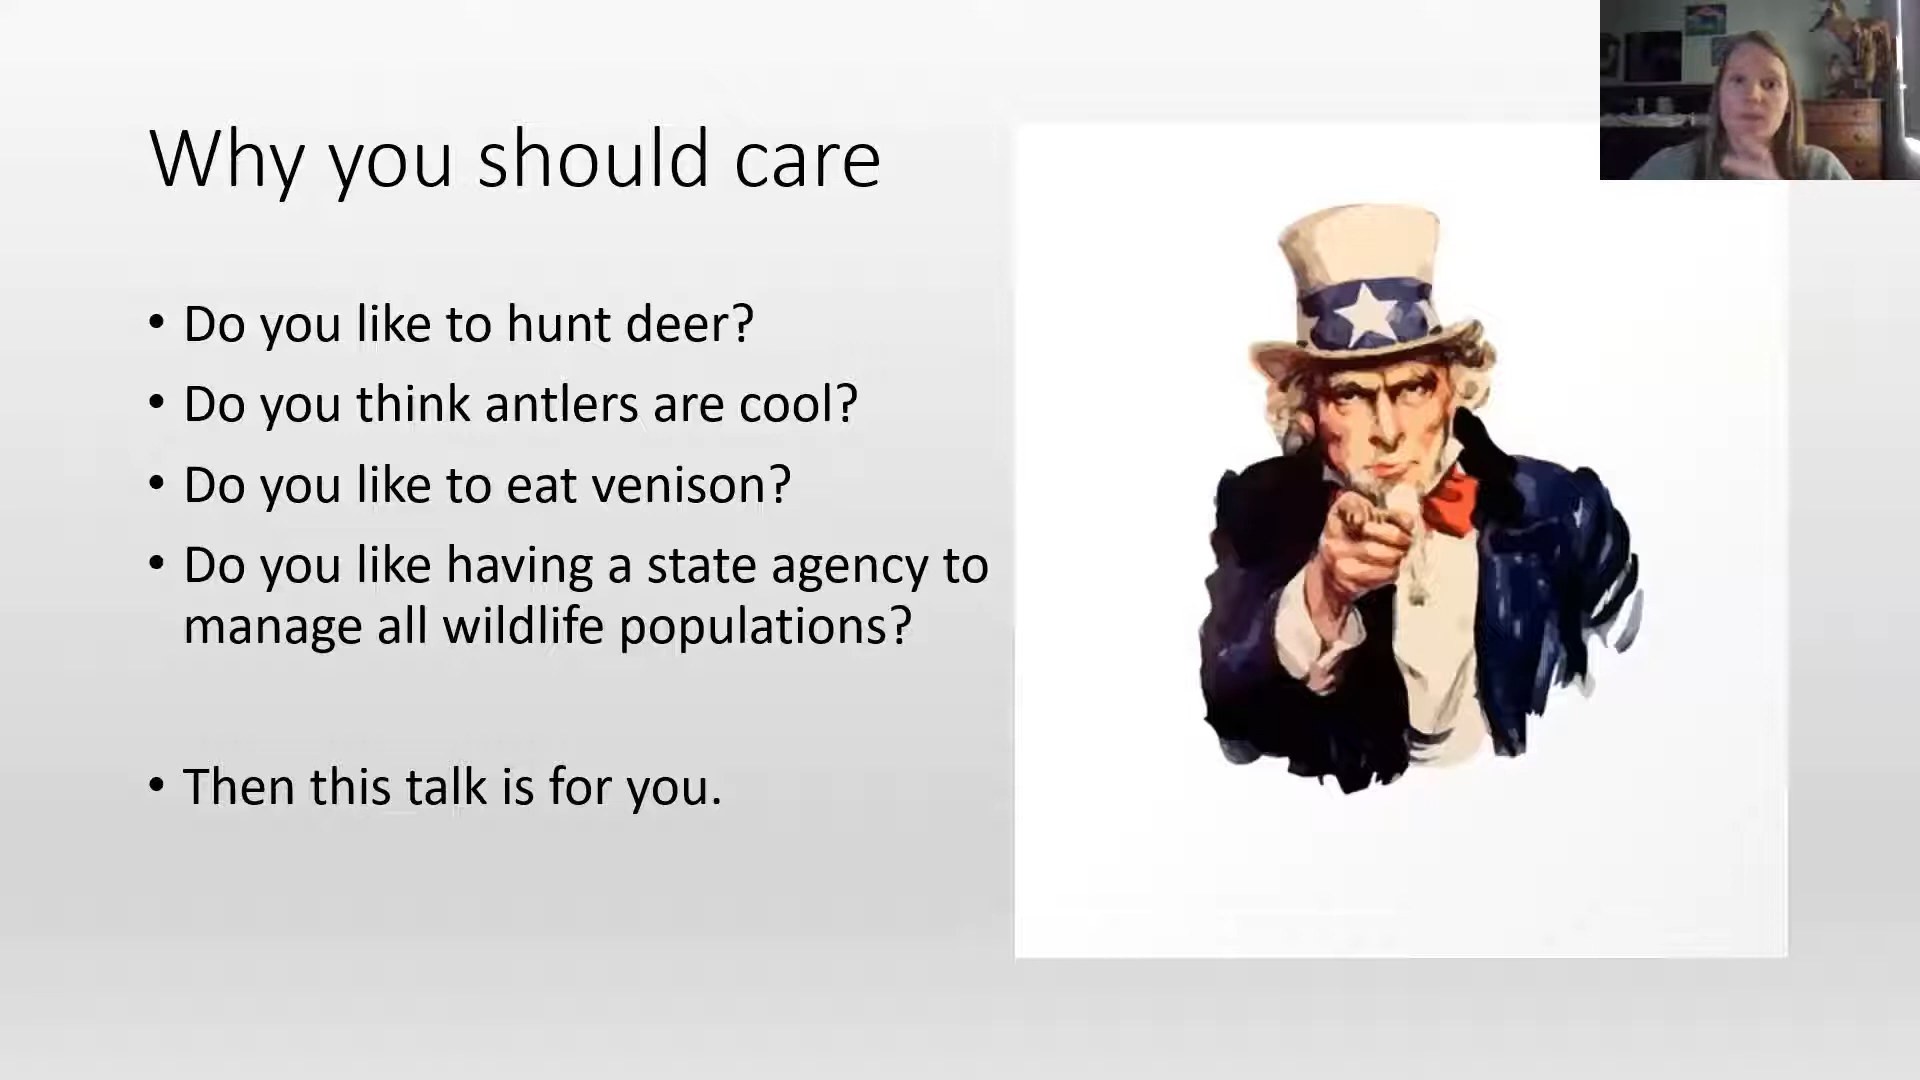 Why you should care
• Do you like to hunt deer?
• Do you think antlers are cool?
• Do you like to eat venison?
• Do you like having a state agency to
manage all wildlife populations?
• Then this talk is for you.